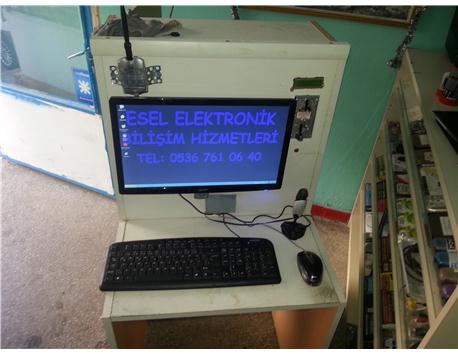 ESEL ELEKTRONİK
BİLİŞİM HİZMETLERİ
TEL: 0536 761 06 40